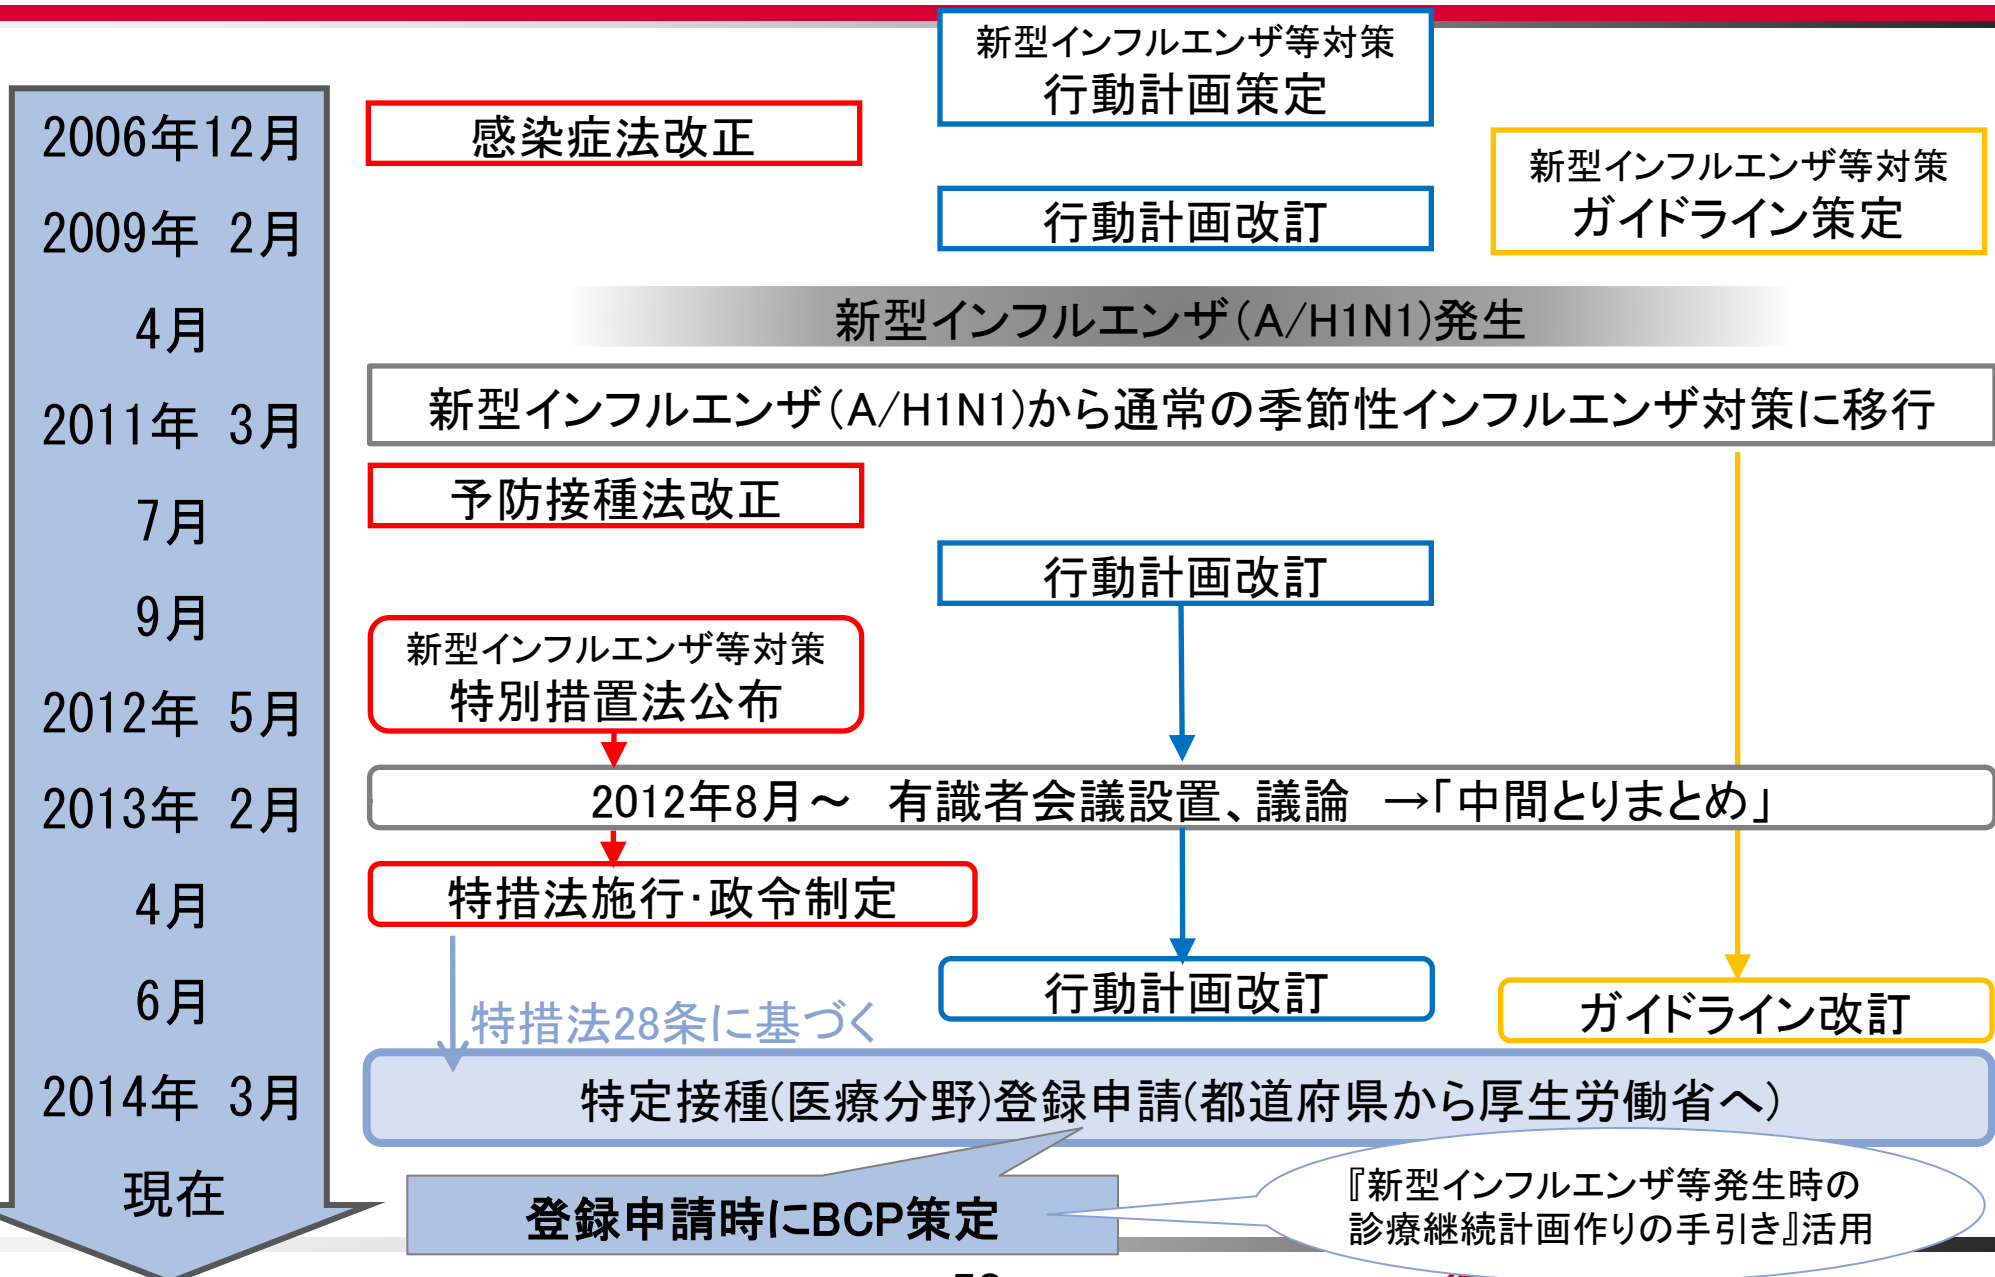 新型インフルエンザ等対策
行動計画策定
2006年12月
感染症法改正
新型インフルエンザ等対策
ガイドライン策定
2009年 2月
行動計画改訂
4月
新型インフルエンザ(A/H1N1)発生
2011年 3月
新型インフルエンザ(A/H1N1)から通常の季節性インフルエンザ対策に移行
7月
予防接種法改正
9月
行動計画改訂
2012年 5月
新型インフルエンザ等対策
特別措置法公布
2013年 2月
2012年8月～ 有識者会議設置、議論 →「中間とりまとめ」
4月
特措法施行・政令制定
6月
行動計画改訂
ガイドライン改訂
特措法28条に基づく
2014年 3月
特定接種(医療分野)登録申請(都道府県から厚生労働省へ)
現在
登録申請時にBCP策定
『新型インフルエンザ等発生時の
診療継続計画作りの手引き』活用